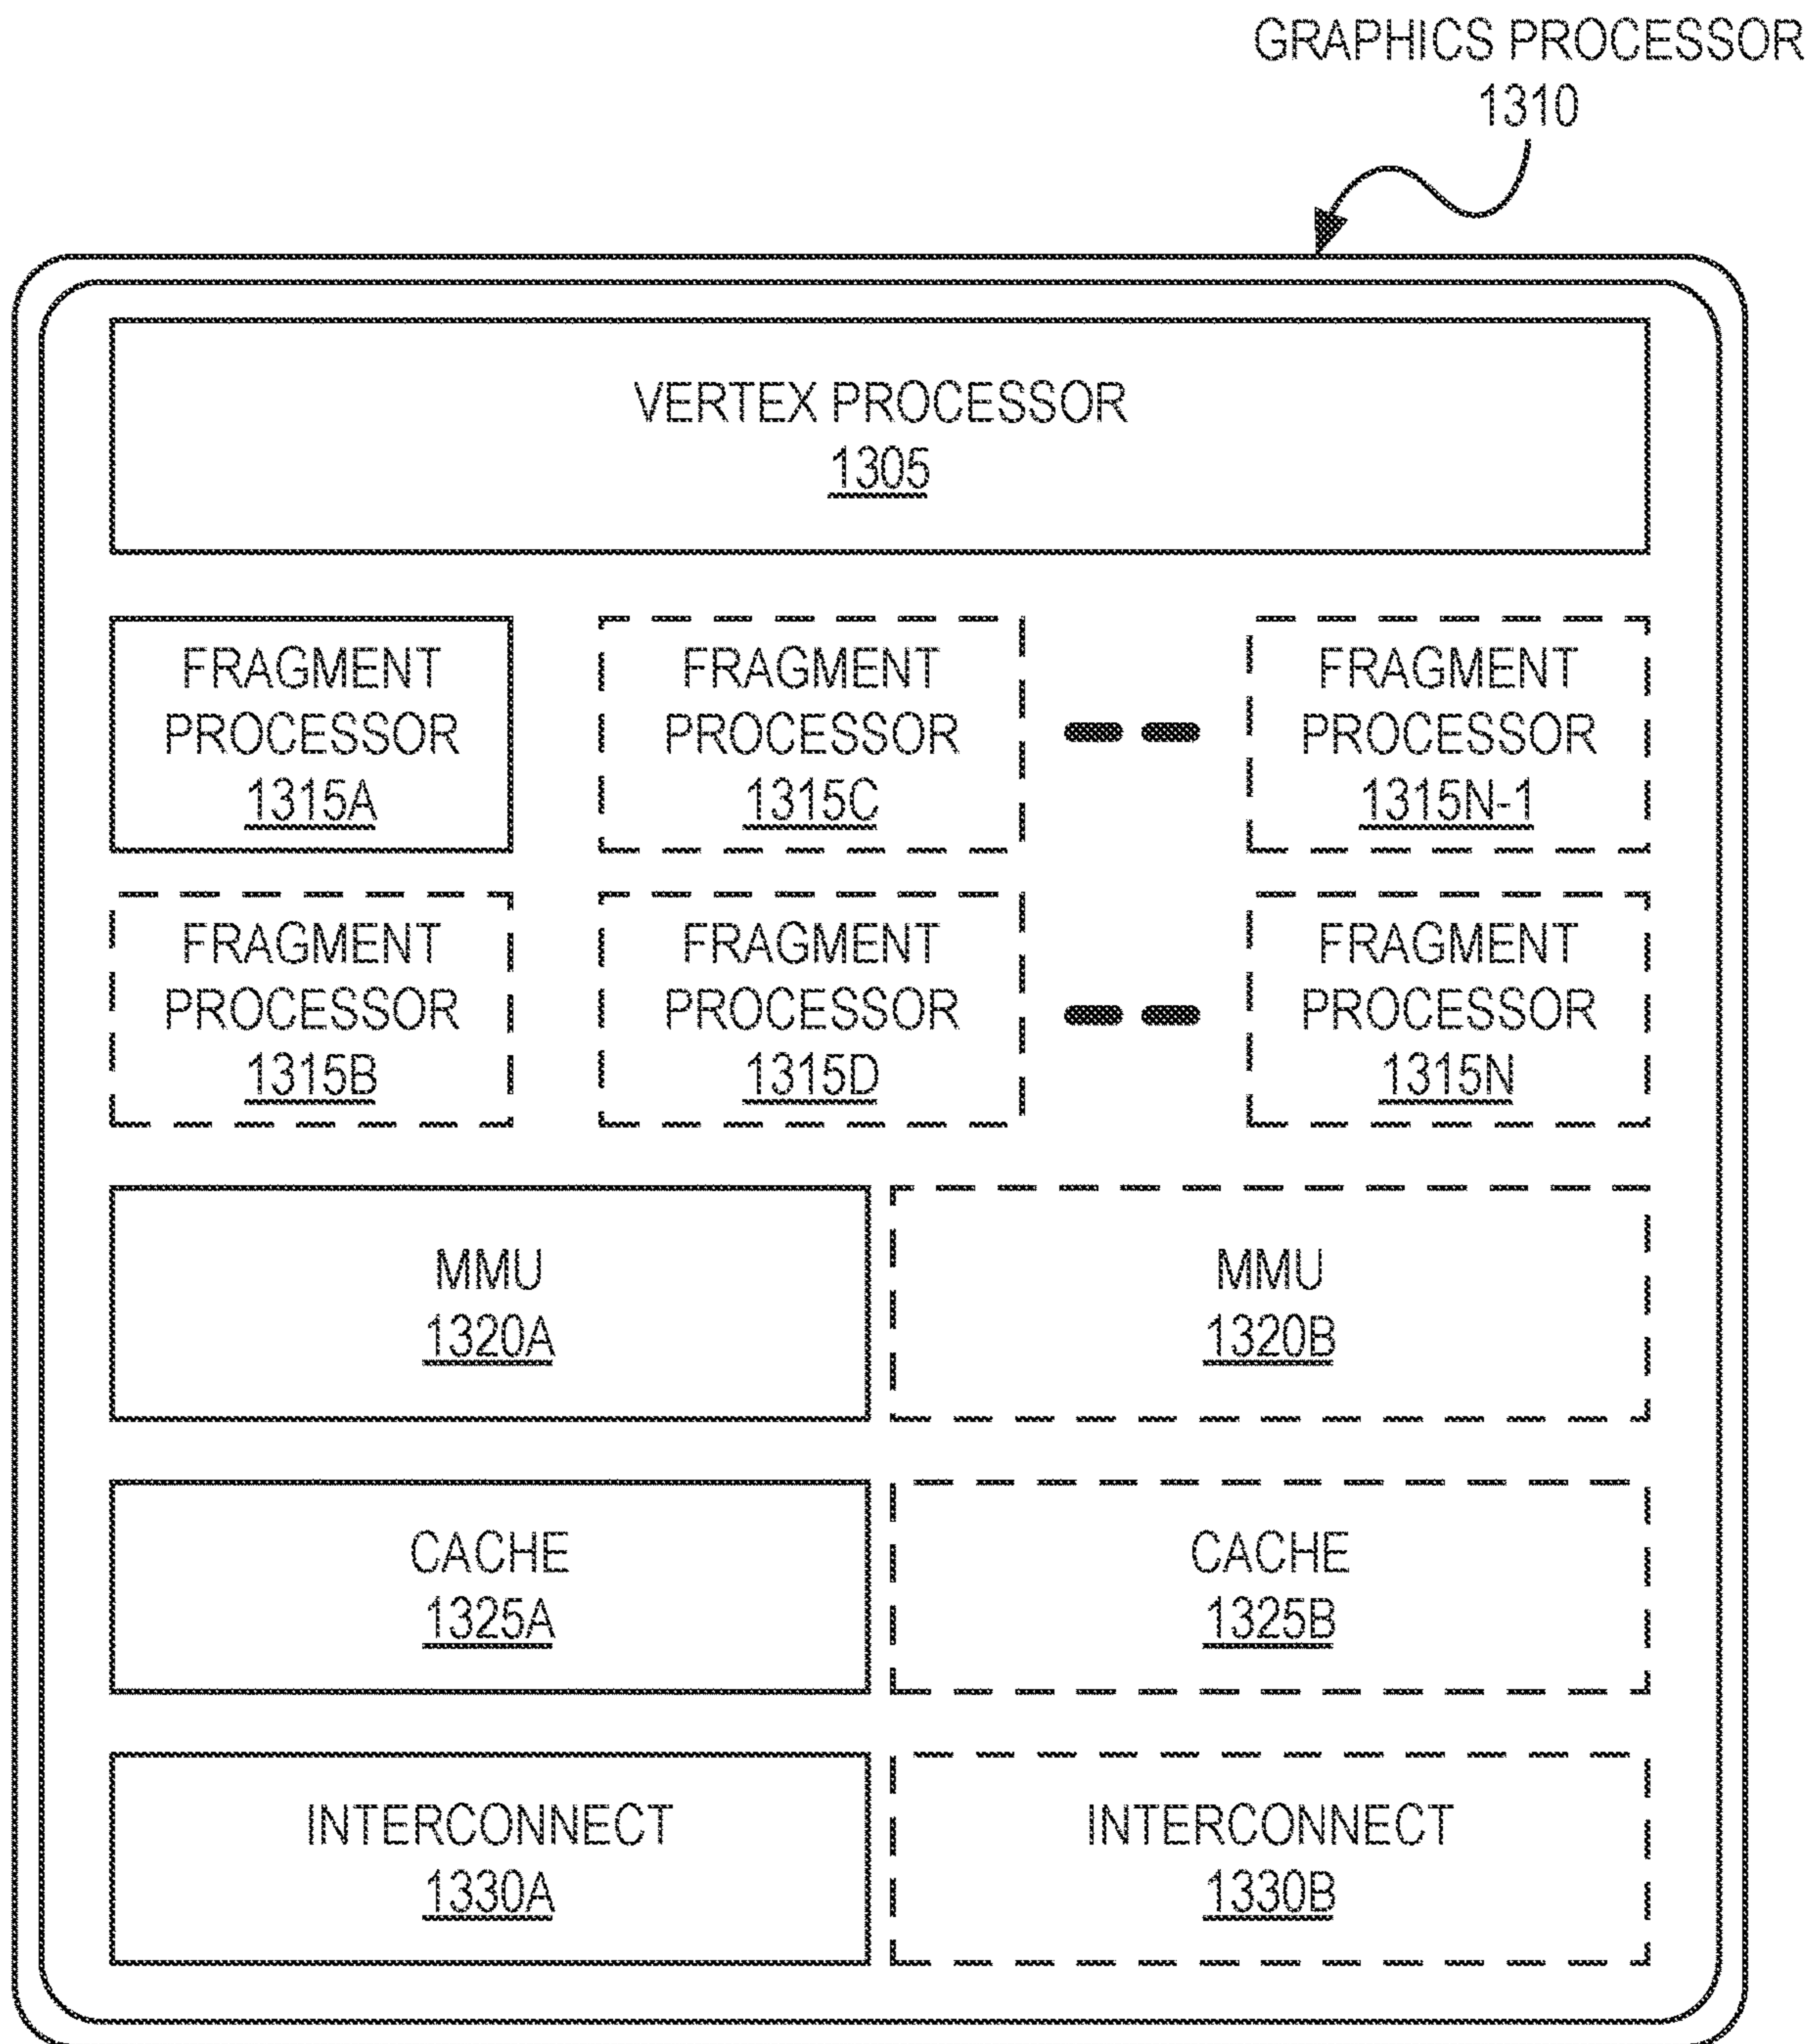 GRAPHICS PROCESSOR
1310
VERTEX PROCESSOR
1305
FRAGMENT
PROCESSOR
1315A
FRAGMENT
PROCESSOR
1315C
FRAGMENT
PROCESSOR
1315N-1
FRAGMENT
PROCESSOR
1315B
FRAGMENT
PROCESSOR
1315D
FRAGMENT
PROCESSOR
1315N
MMU
1320A
MMU
1320B
CACHE
1325A
CACHE
1325B
INTERCONNECT
1330A
INTERCONNECT
1330B